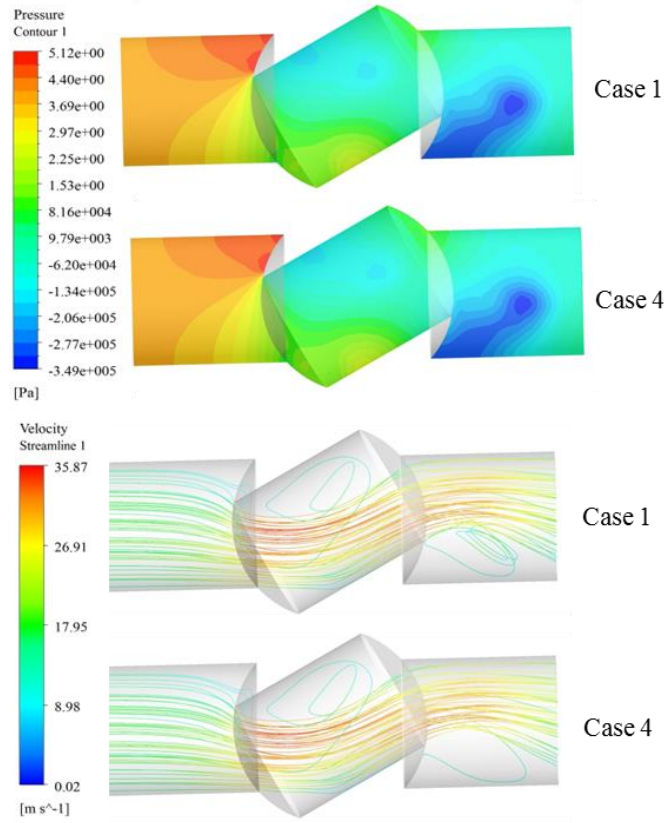 Pressure
Contour 1
5.12e+00
4.40e+00
3.69e+00
2.97e+00
2.25e+00
1.53e+00
8.16e+004
9.79e+003
-6.20e+004
-1.34e+005
-2.06e+005
-2.77e+005
-3.49e+005
[Pa]
Case 1
Case 4
Velocity
Streamline 1
35.87
26.91
17.95
8.98
0.02
[m s^-1]
Case 1
Case 4